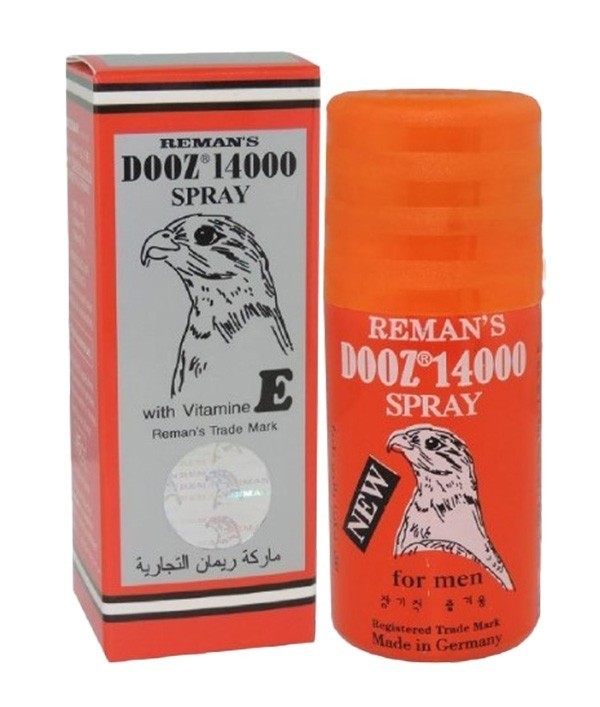 REMAN'S
DOOZ® 14000
SPRAY
with Vitamine E
Reman's Trade Mark
ماركة ريمان التجارية
REMAN'S
DOOZ® 14000
SPRAY
NEW
for men
Registered Trade Mark
Made in Germany